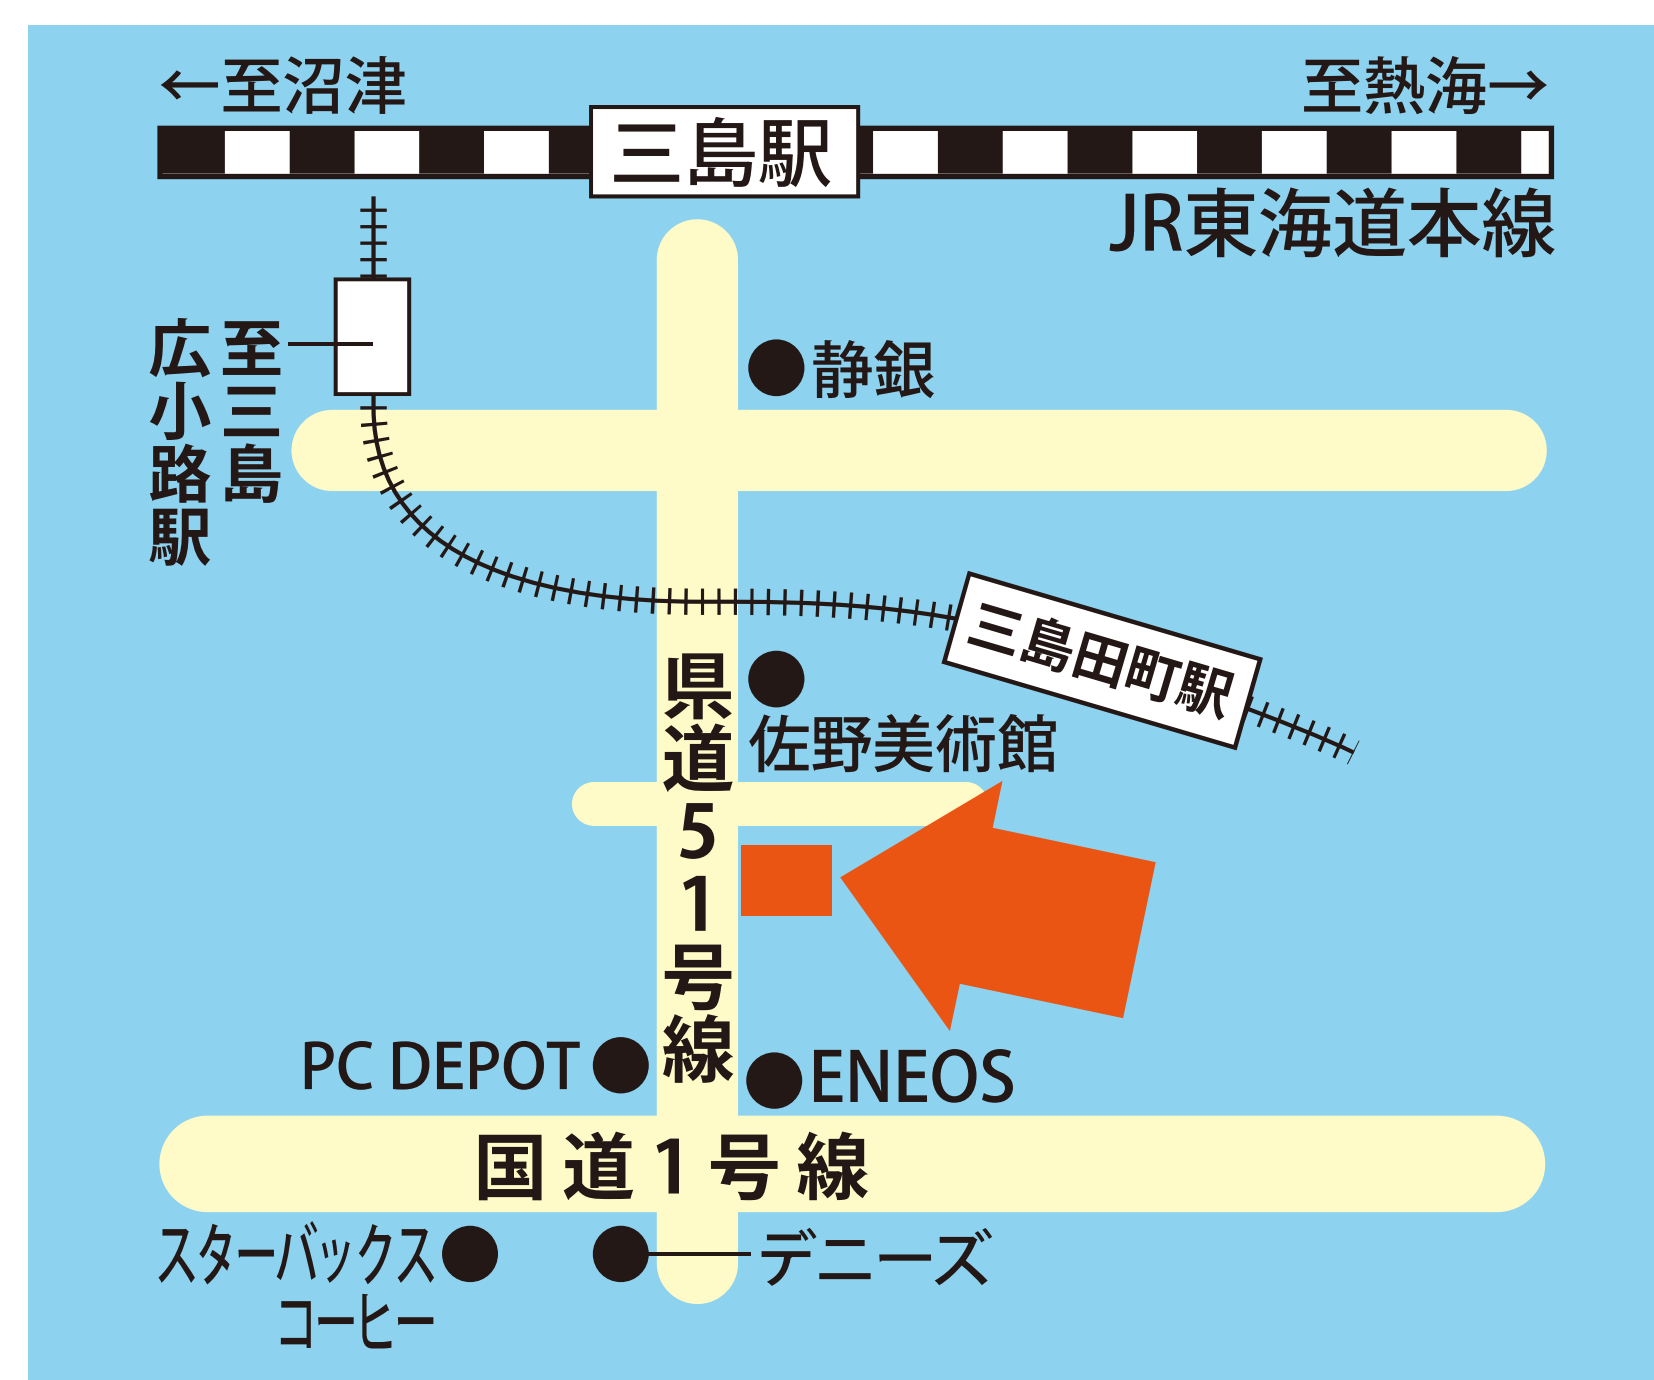 ←至沼津
至熱海→
三島駅
JR東海道本線
至三島
広小路駅
静銀
三島田町駅
佐野美術館
県道51号線
PC DEPOT
ENEOS
国道1号線
スターバックス
コーヒー
デニーズ